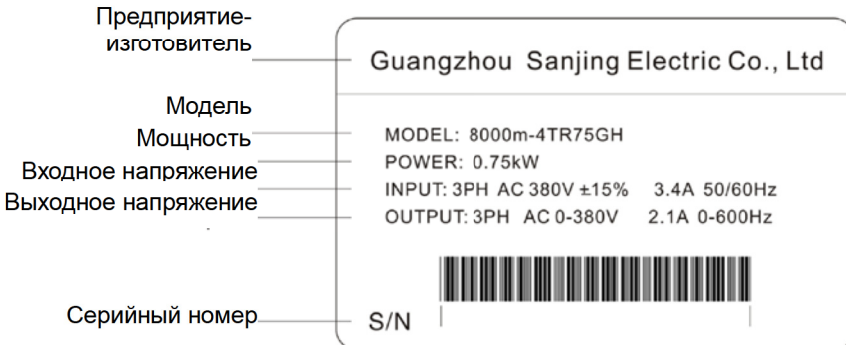 Предприятие-
изготовитель
Guangzhou Sanjing Electric Co., Ltd
Модель
MODEL: 8000m-4TR75GH
Мощность
POWER: 0.75kW
Входное напряжение
INPUT: 3PH AC 380V ±15% 3.4A 50/60Hz
Выходное напряжение
OUTPUT: 3PH AC 0-380V 2.1A 0-600Hz
Серийный номер
S/N